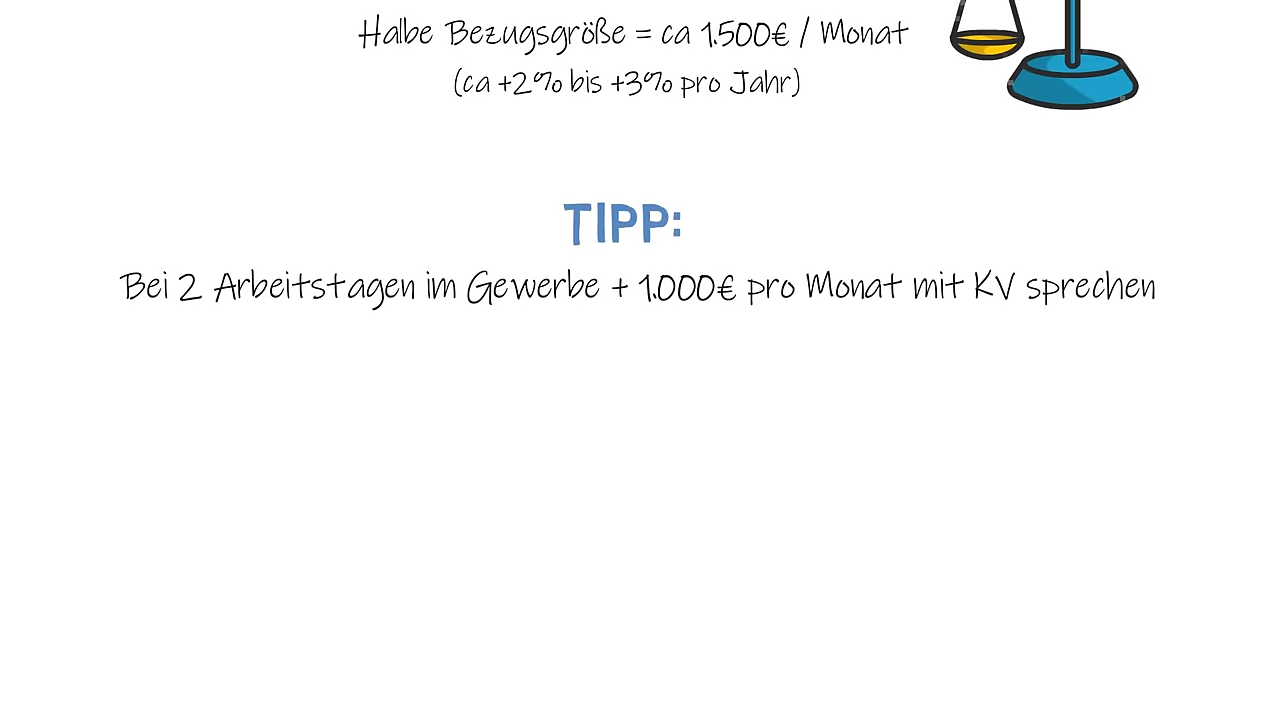 Halbe Bezugsgröße = ca 1.500€ / Monat
(ca +2% bis +3% pro Jahr)
TIPP:
Bei 2 Arbeitstagen im Gewerbe + 1.000€ pro Monat mit KV sprechen